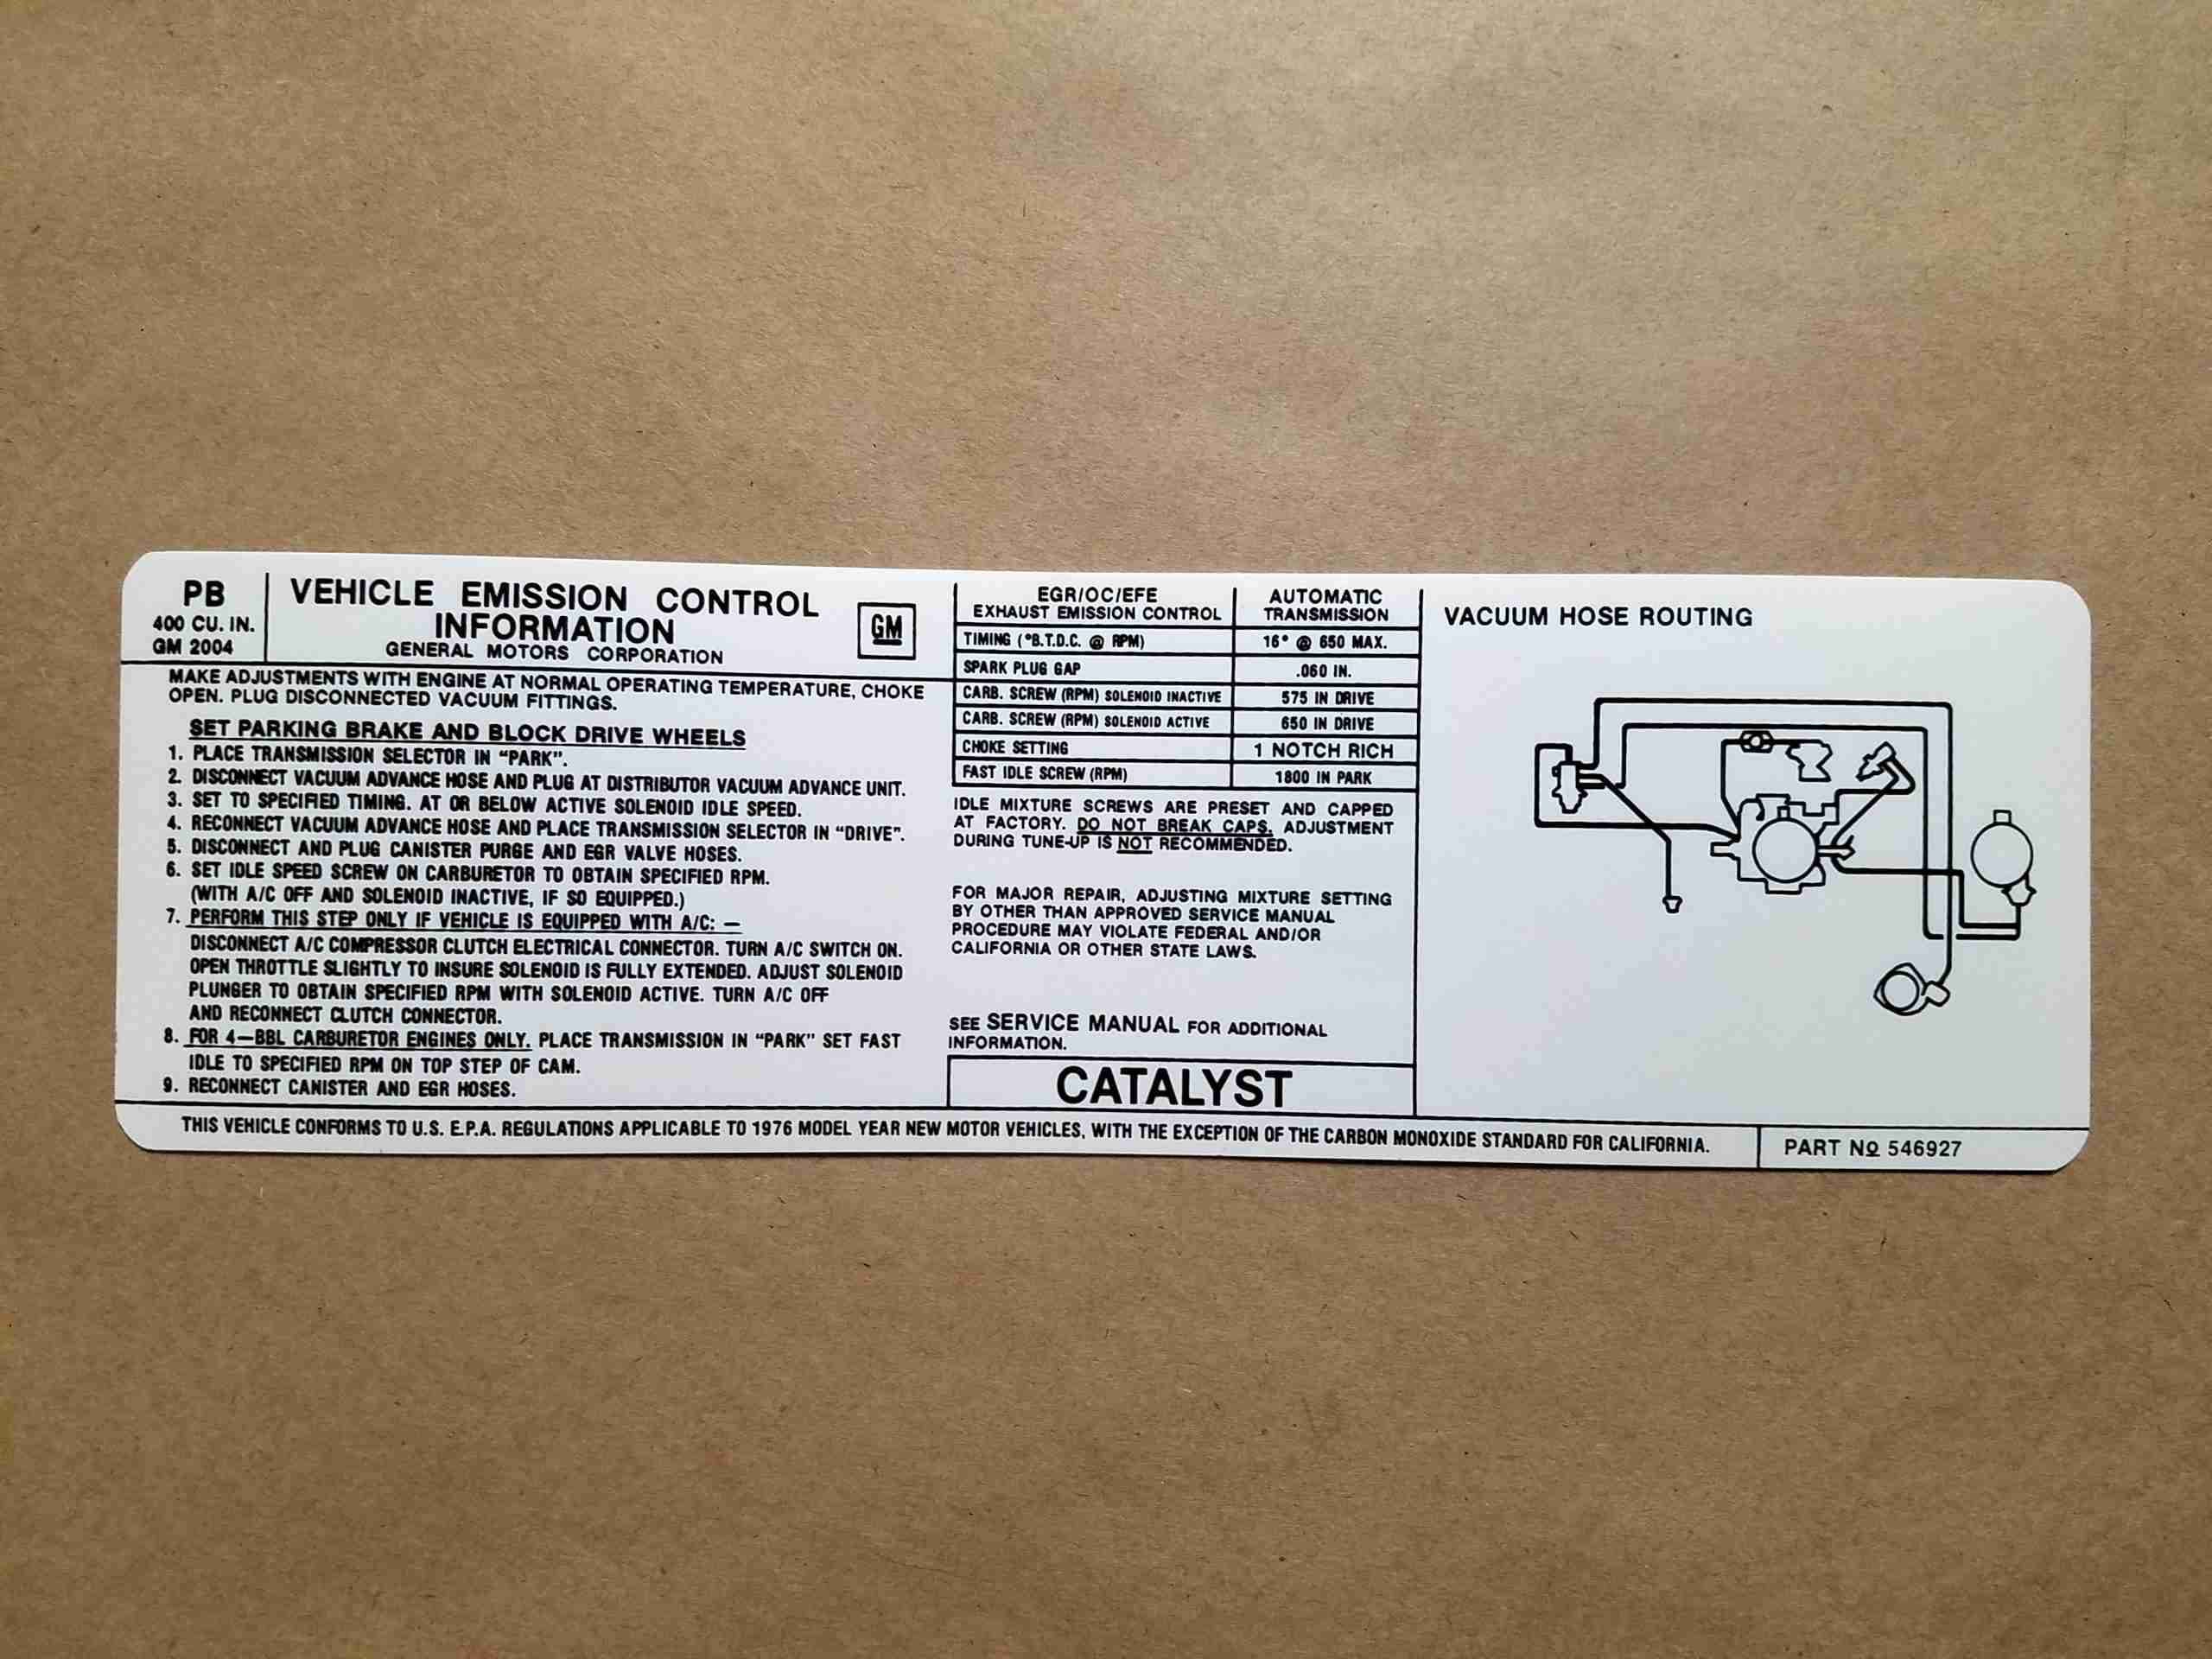 PB
400 CU. IN.
GM 2004
VEHICLE EMISSION CONTROL
INFORMATION
GENERAL MOTORS CORPORATION
GM
MAKE ADJUSTMENTS WITH ENGINE AT NORMAL OPERATING TEMPERATURE, CHOKE
OPEN. PLUG DISCONNECTED VACUUM FITTINGS.
SET PARKING BRAKE AND BLOCK DRIVE WHEELS
1. PLACE TRANSMISSION SELECTOR IN “PARK”.
2. DISCONNECT VACUUM ADVANCE HOSE AND PLUG AT DISTRIBUTOR VACUUM ADVANCE UNIT.
3. SET TO SPECIFIED TIMING. AT OR BELOW ACTIVE SOLENOID IDLE SPEED.
4. RECONNECT VACUUM ADVANCE HOSE AND PLACE TRANSMISSION SELECTOR IN “DRIVE”.
5. DISCONNECT AND PLUG CANISTER PURGE AND EGR VALVE HOSES.
6. SET IDLE SPEED SCREW ON CARBURETOR TO OBTAIN SPECIFIED RPM.
(WITH A/C OFF AND SOLENOID INACTIVE, IF SO EQUIPPED.)
7. PERFORM THIS STEP ONLY IF VEHICLE IS EQUIPPED WITH A/C: —
DISCONNECT A/C COMPRESSOR CLUTCH ELECTRICAL CONNECTOR. TURN A/C SWITCH ON.
OPEN THROTTLE SLIGHTLY TO INSURE SOLENOID IS FULLY EXTENDED. ADJUST SOLENOID
PLUNGER TO OBTAIN SPECIFIED RPM WITH SOLENOID ACTIVE. TURN A/C OFF
AND RECONNECT CLUTCH CONNECTOR.
8. FOR 4—BBL CARBURETOR ENGINES ONLY. PLACE TRANSMISSION IN “PARK” SET FAST
IDLE TO SPECIFIED RPM ON TOP STEP OF CAM.
9. RECONNECT CANISTER AND EGR HOSES.
EGR/OC/EFE
EXHAUST EMISSION CONTROL
AUTOMATIC
TRANSMISSION
TIMING (°B.T.D.C. @ RPM) 16° @ 650 MAX.
SPARK PLUG GAP .060 IN.
CARB. SCREW (RPM) SOLENOID INACTIVE 575 IN DRIVE
CARB. SCREW (RPM) SOLENOID ACTIVE 650 IN DRIVE
CHOKE SETTING 1 NOTCH RICH
FAST IDLE SCREW (RPM) 1800 IN PARK
IDLE MIXTURE SCREWS ARE PRESET AND CAPPED
AT FACTORY. DO NOT BREAK CAPS. ADJUSTMENT
DURING TUNE-UP IS NOT RECOMMENDED.
FOR MAJOR REPAIR, ADJUSTING MIXTURE SETTING
BY OTHER THAN APPROVED SERVICE MANUAL
PROCEDURE MAY VIOLATE FEDERAL AND/OR
CALIFORNIA OR OTHER STATE LAWS.
SEE SERVICE MANUAL FOR ADDITIONAL
INFORMATION.
CATALYST
VACUUM HOSE ROUTING
THIS VEHICLE CONFORMS TO U.S. E.P.A. REGULATIONS APPLICABLE TO 1976 MODEL YEAR NEW MOTOR VEHICLES, WITH THE EXCEPTION OF THE CARBON MONOXIDE STANDARD FOR CALIFORNIA.
PART № 546927